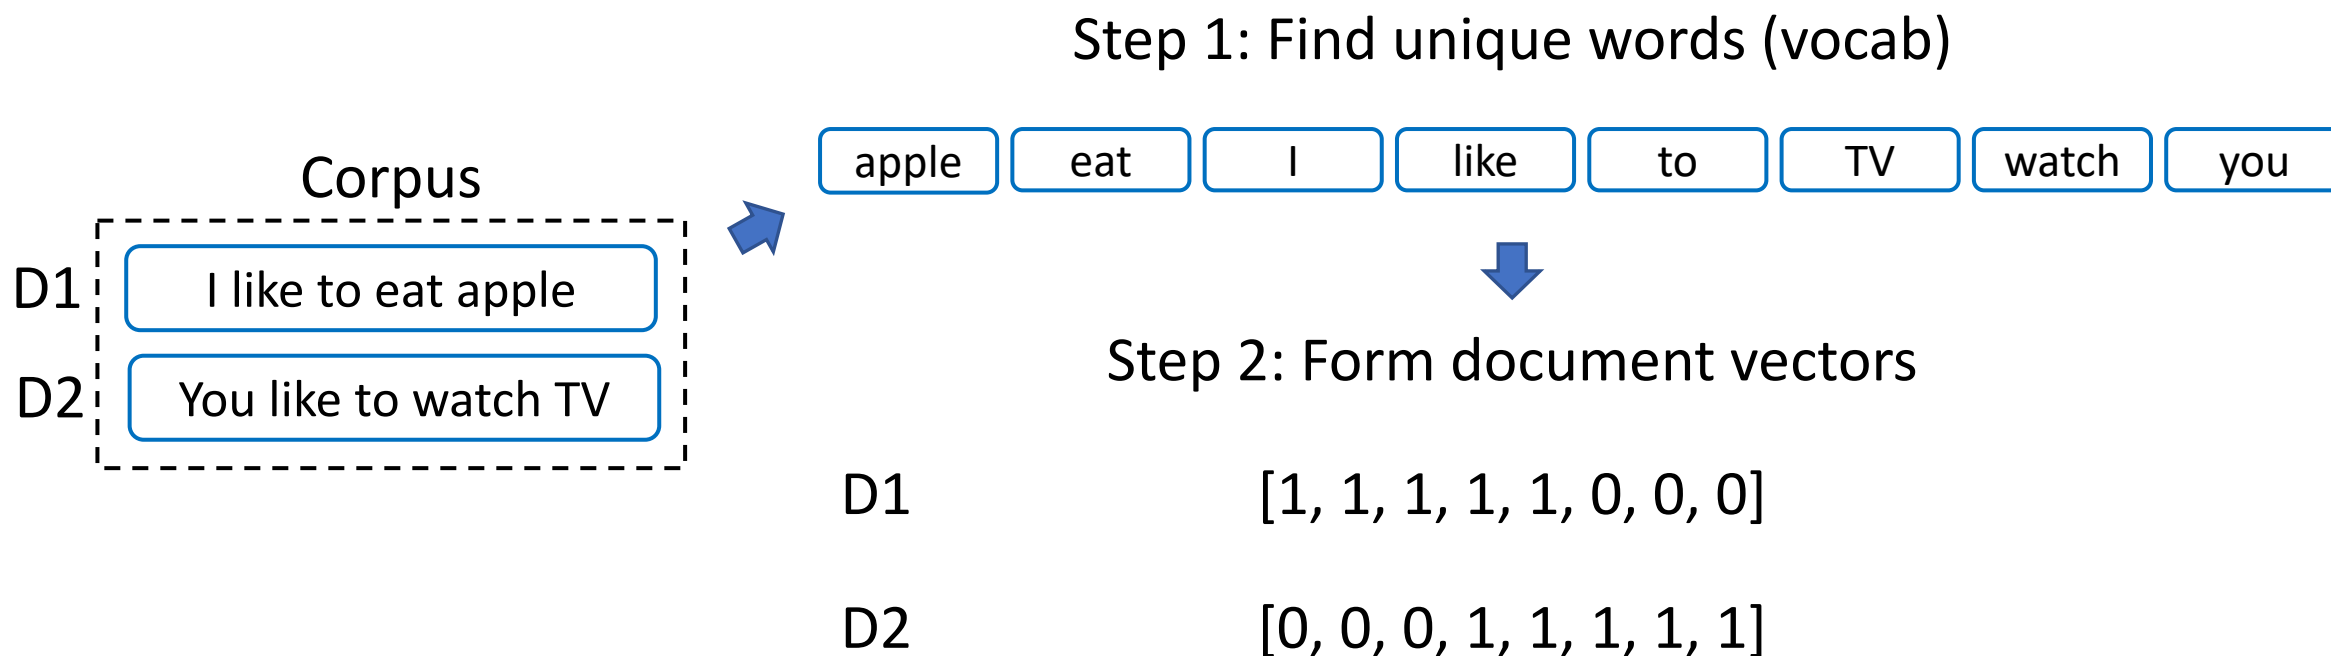 Step 1: Find unique words (vocab)
apple eat I like to TV watch you
Corpus
D1 I like to eat apple
D2 You like to watch TV
Step 2: Form document vectors
D1 [1, 1, 1, 1, 1, 0, 0, 0]
D2 [0, 0, 0, 1, 1, 1, 1, 1]